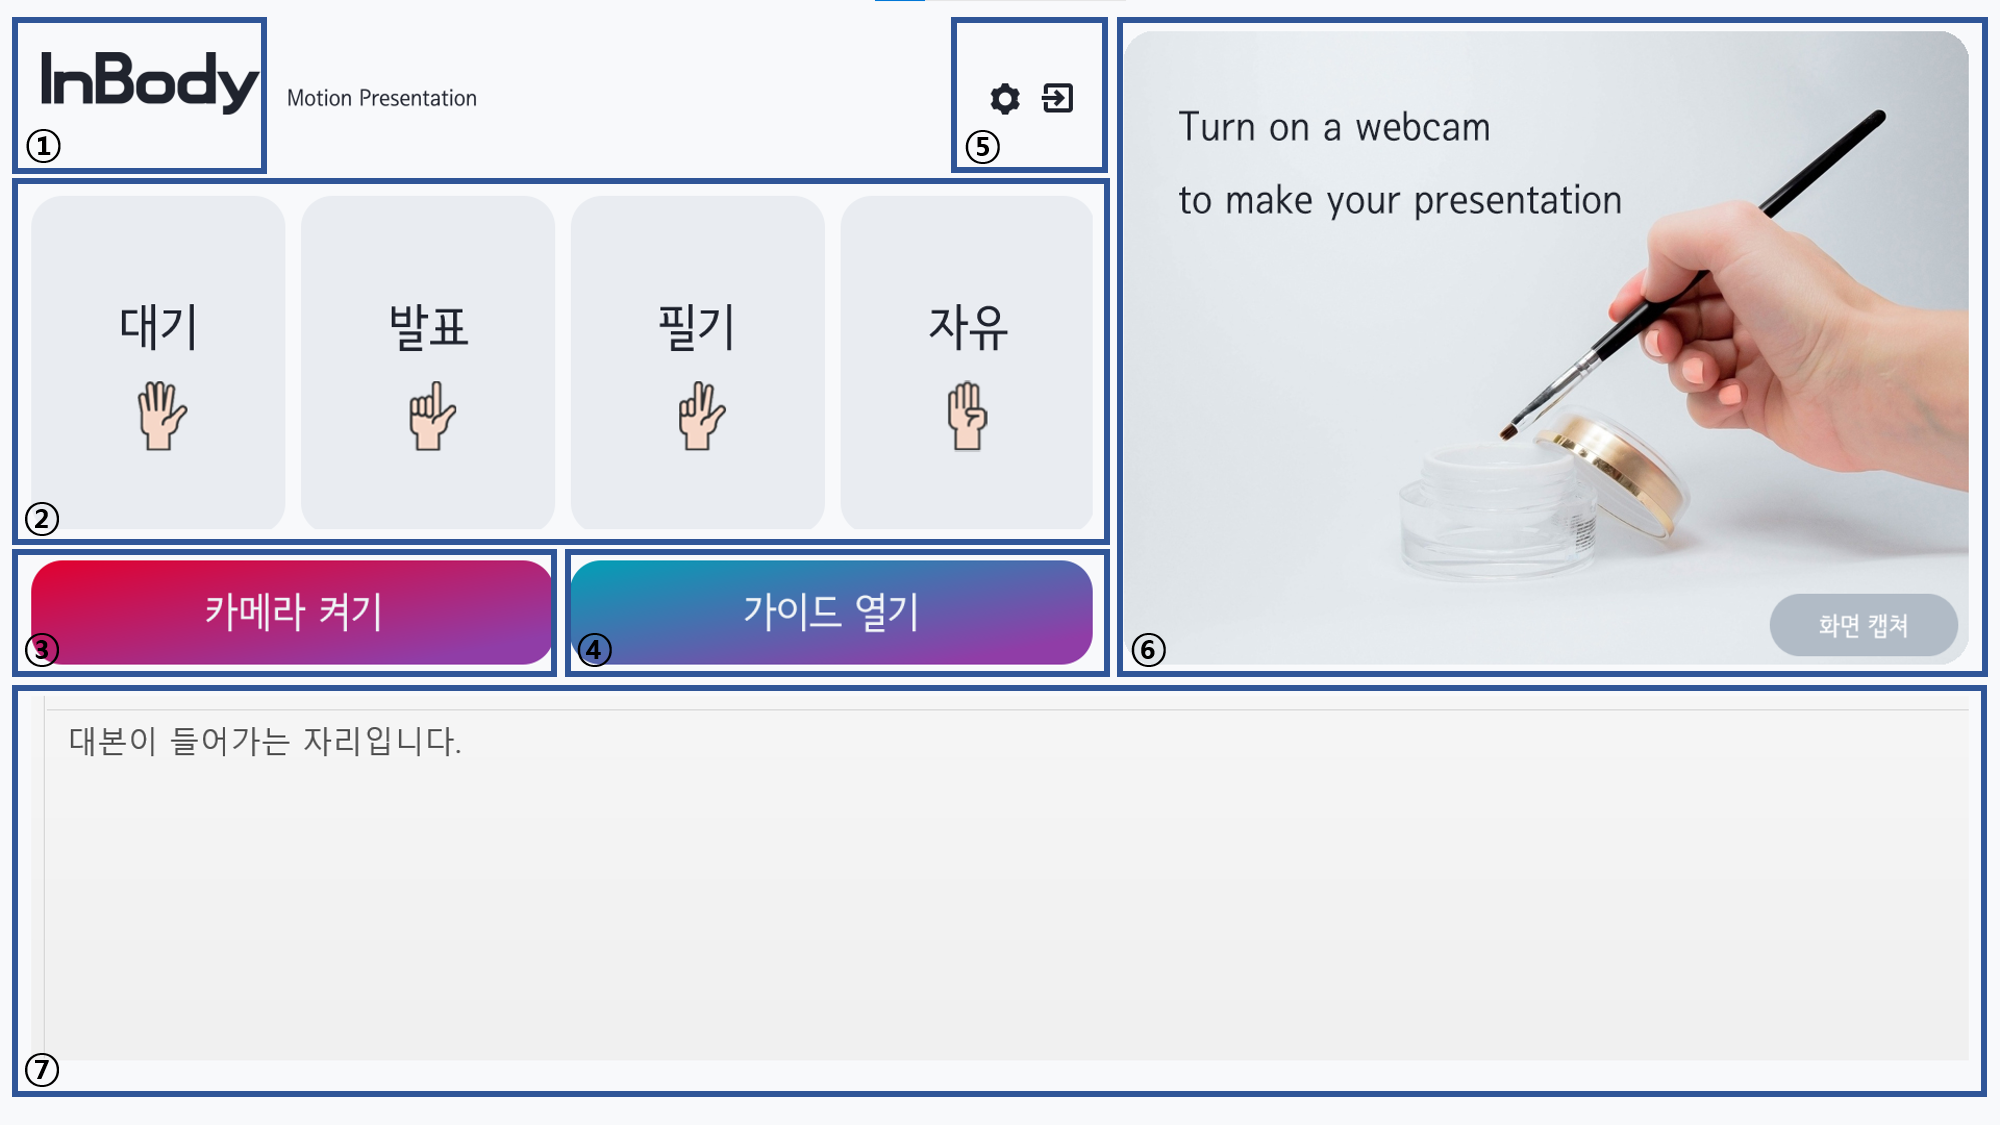 InBody
Motion Presentation
①
⑤
대기
발표
필기
자유
②
카메라 켜기
③
가이드 열기
④
Turn on a webcam
to make your presentation
화면 캡쳐
⑥
대본이 들어가는 자리입니다.
⑦